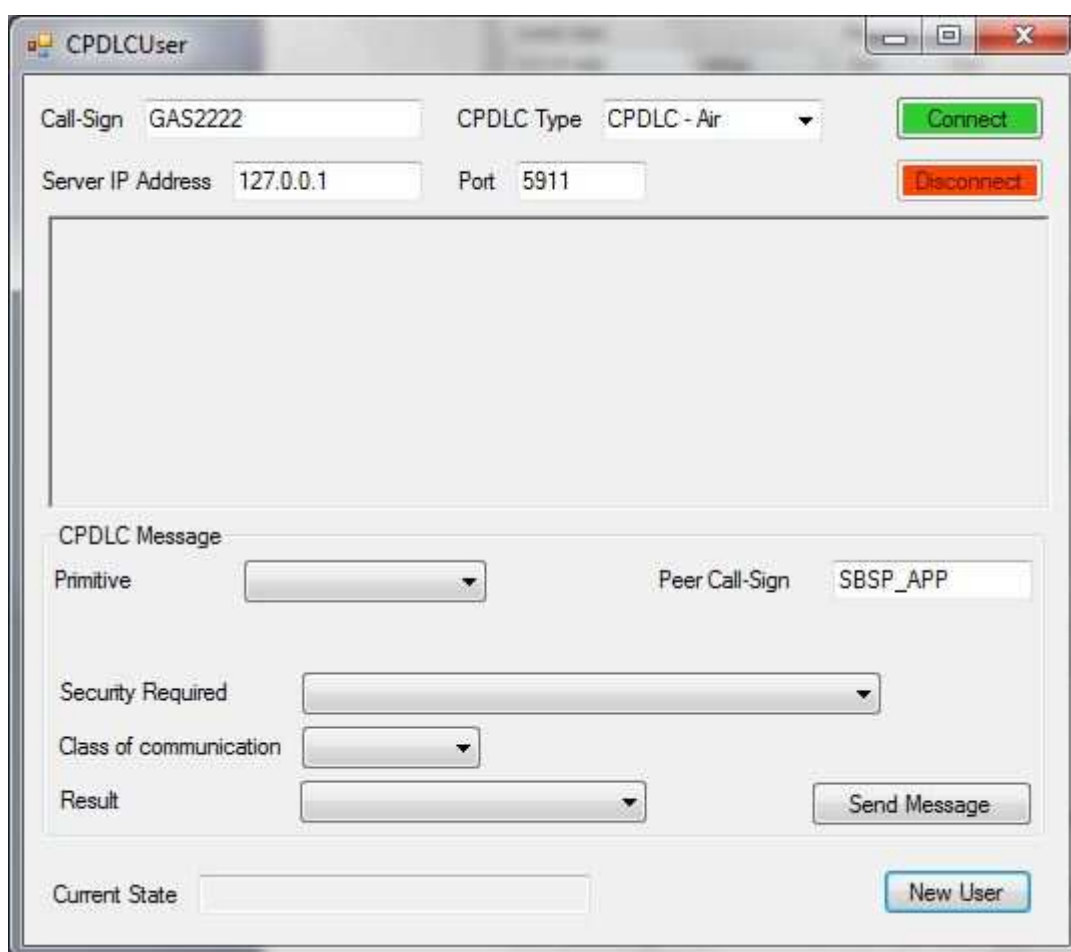 CPDLCUser
Call-Sign GAS2222 CPDLC Type CPDLC - Air Connect
Server IP Address 127.0.0.1 Port 5911 Disconnect
CPDLC Message
Primitive Peer Call-Sign SBSP_APP
Security Required
Class of communication
Result Send Message
Current State New User